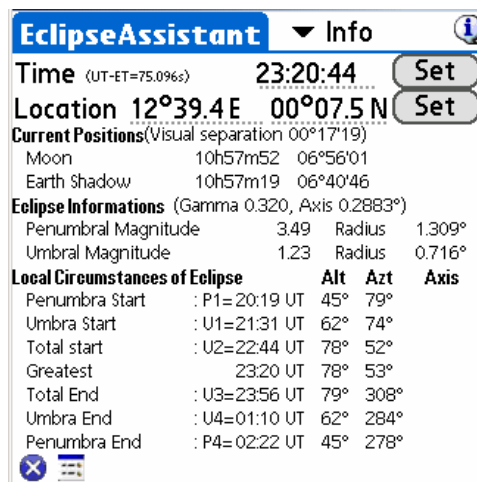 EclipseAssistant ▼ Info i
Time (UT-ET=75.096s) 23:20:44 Set
Location 12°39.4 E 00°07.5 N Set
Current Positions(Visual separation 00°17'19)
Moon 10h57m52 06°56'01
Earth Shadow 10h57m19 06°40'46
Eclipse Informations (Gamma 0.320, Axis 0.2883°)
Penumbral Magnitude 3.49 Radius 1.309°
Umbral Magnitude 1.23 Radius 0.716°
Local Circumstances of Eclipse Alt Azt Axis
Penumbra Start : P1=20:19 UT 45° 79°
Umbra Start : U1=21:31 UT 62° 74°
Total start : U2=22:44 UT 78° 52°
Greatest 23:20 UT 78° 53°
Total End : U3=23:56 UT 79° 308°
Umbra End : U4=01:10 UT 62° 284°
Penumbra End : P4=02:22 UT 45° 278°